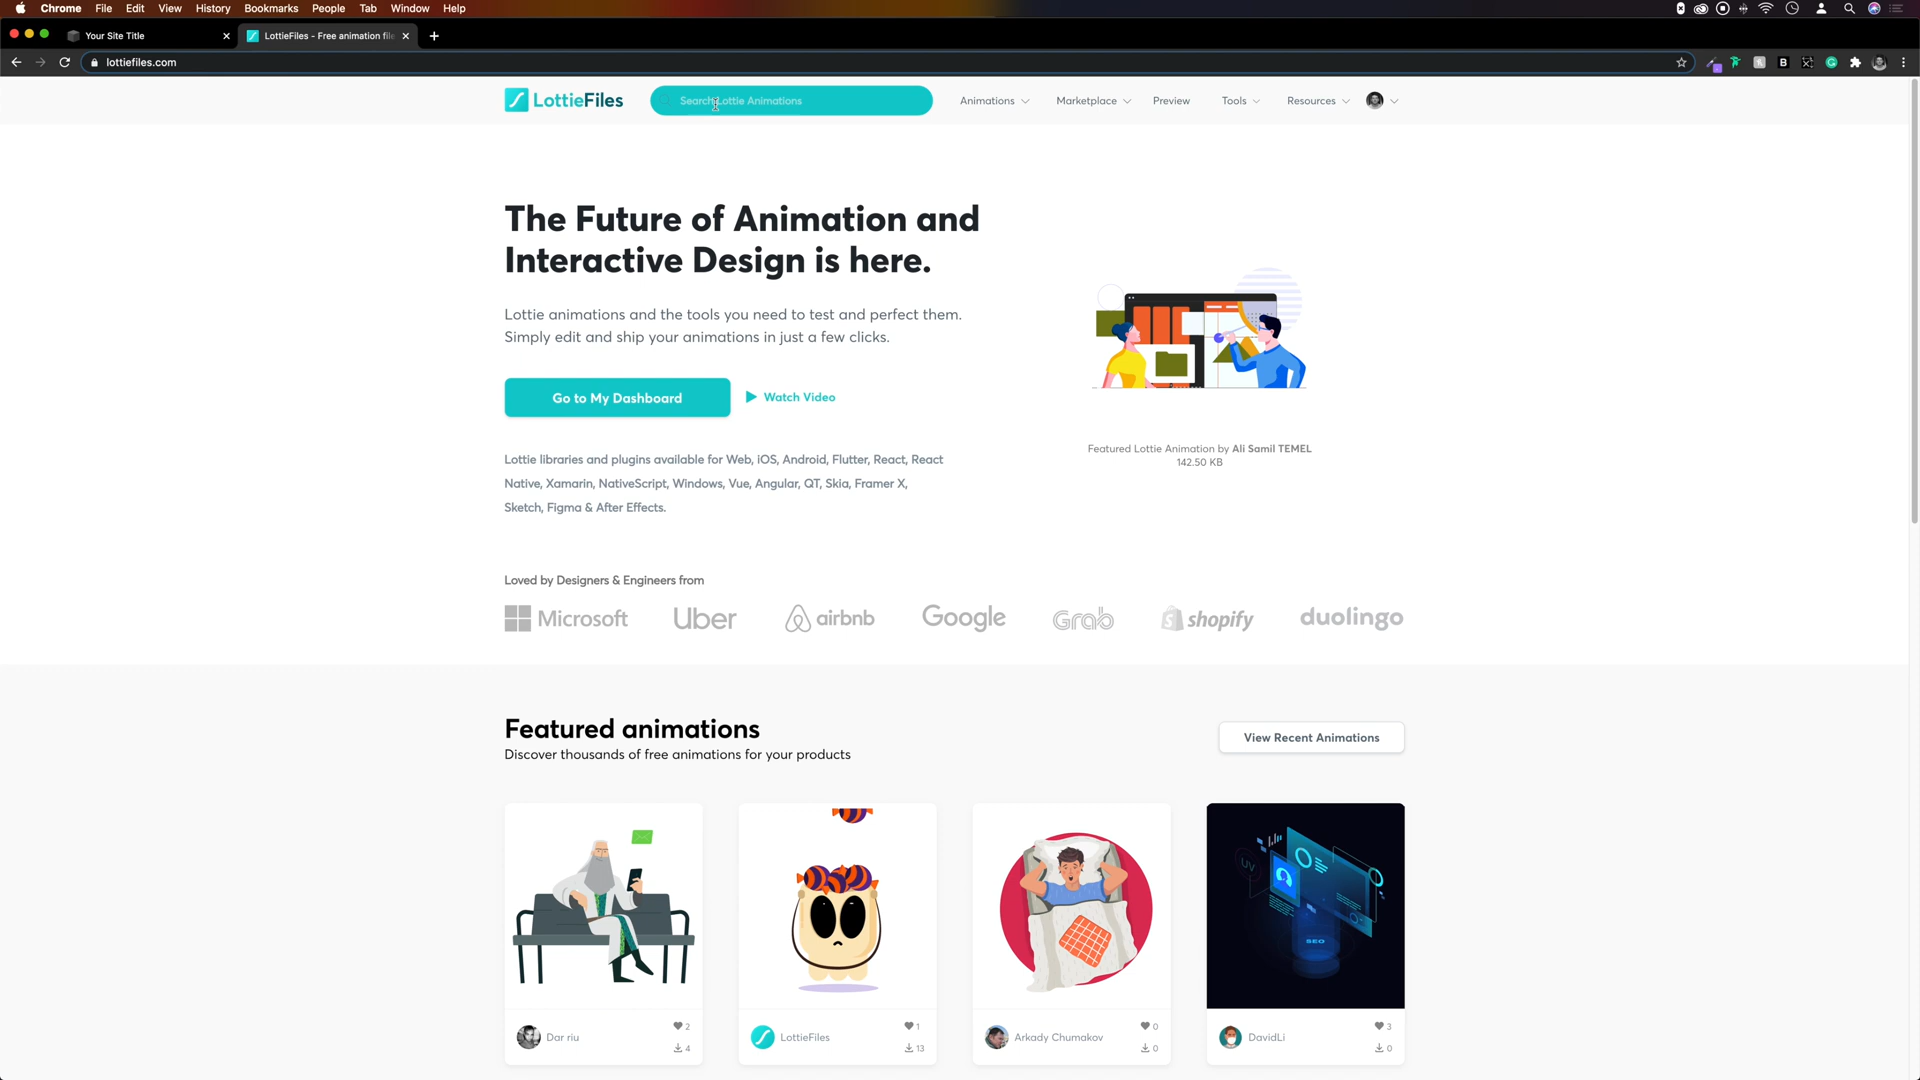 Chrome File Edit View History Bookmarks People Tab Window Help
Your Site Title
LottieFiles - Free animation file
lottiefiles.com
LottieFiles
Search Lottie Animations
Animations
Marketplace
Preview
Tools
Resources
The Future of Animation and
Interactive Design is here.
Lottie animations and the tools you need to test and perfect them.
Simply edit and ship your animations in just a few clicks.
Go to My Dashboard
Watch Video
Featured Lottie Animation by Ali Samil TEMEL
142.50 KB
Lottie libraries and plugins available for Web, iOS, Android, Flutter, React, React
Native, Xamarin, NativeScript, Windows, Vue, Angular, QT, Skia, Framer X,
Sketch, Figma & After Effects.
Loved by Designers & Engineers from
Microsoft
Uber
airbnb
Google
Grab
shopify
duolingo
Featured animations
Discover thousands of free animations for your products
View Recent Animations
UV
SEO
Dar riu
2
4
LottieFiles
1
13
Arkady Chumakov
0
0
DavidLi
3
0